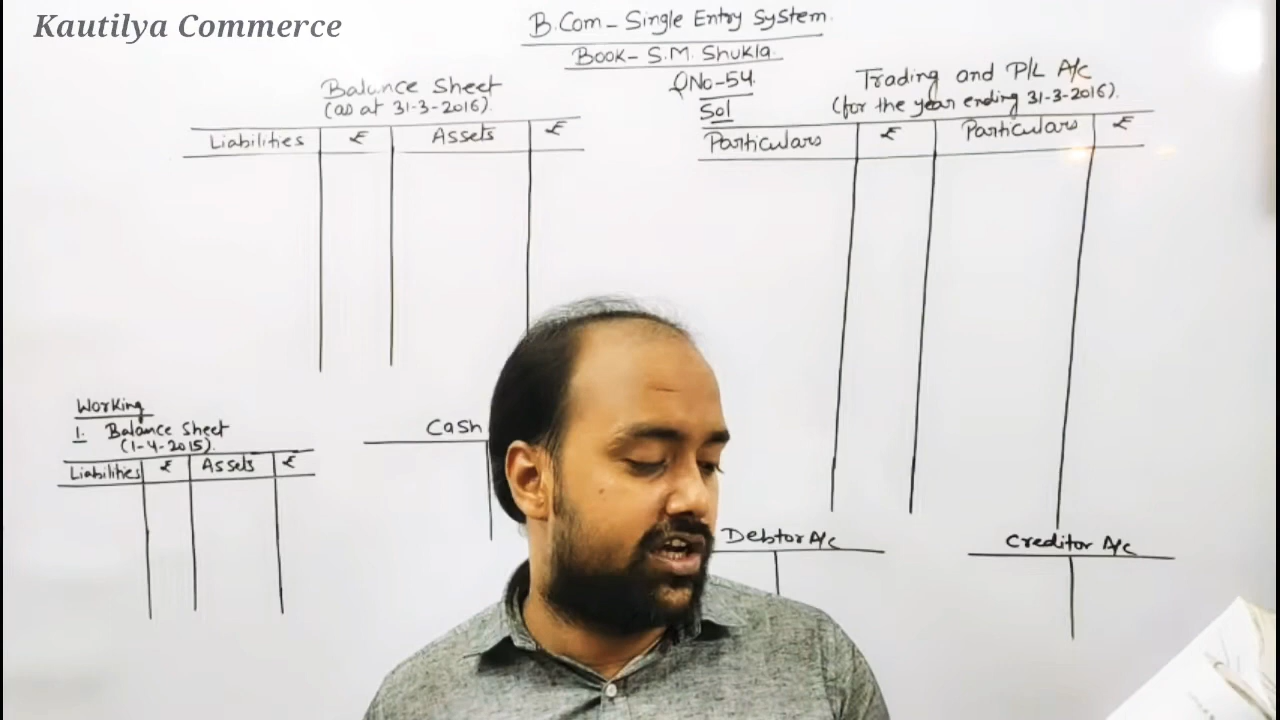 Kautilya Commerce
B.Com - Single Entry System.
Book - S.M. Shukla.
QNo-54.
Sol
Balance Sheet
(as at 31-3-2016).
Liabilities ₹ Assets ₹
Trading and P/L A/c
(for the year ending 31-3-2016).
Particulars ₹ Particulars ₹
Working
1. Balance Sheet
(1-4-2015).
Liabilities ₹ Assets ₹
Cash
Debtor A/c
Creditor A/c